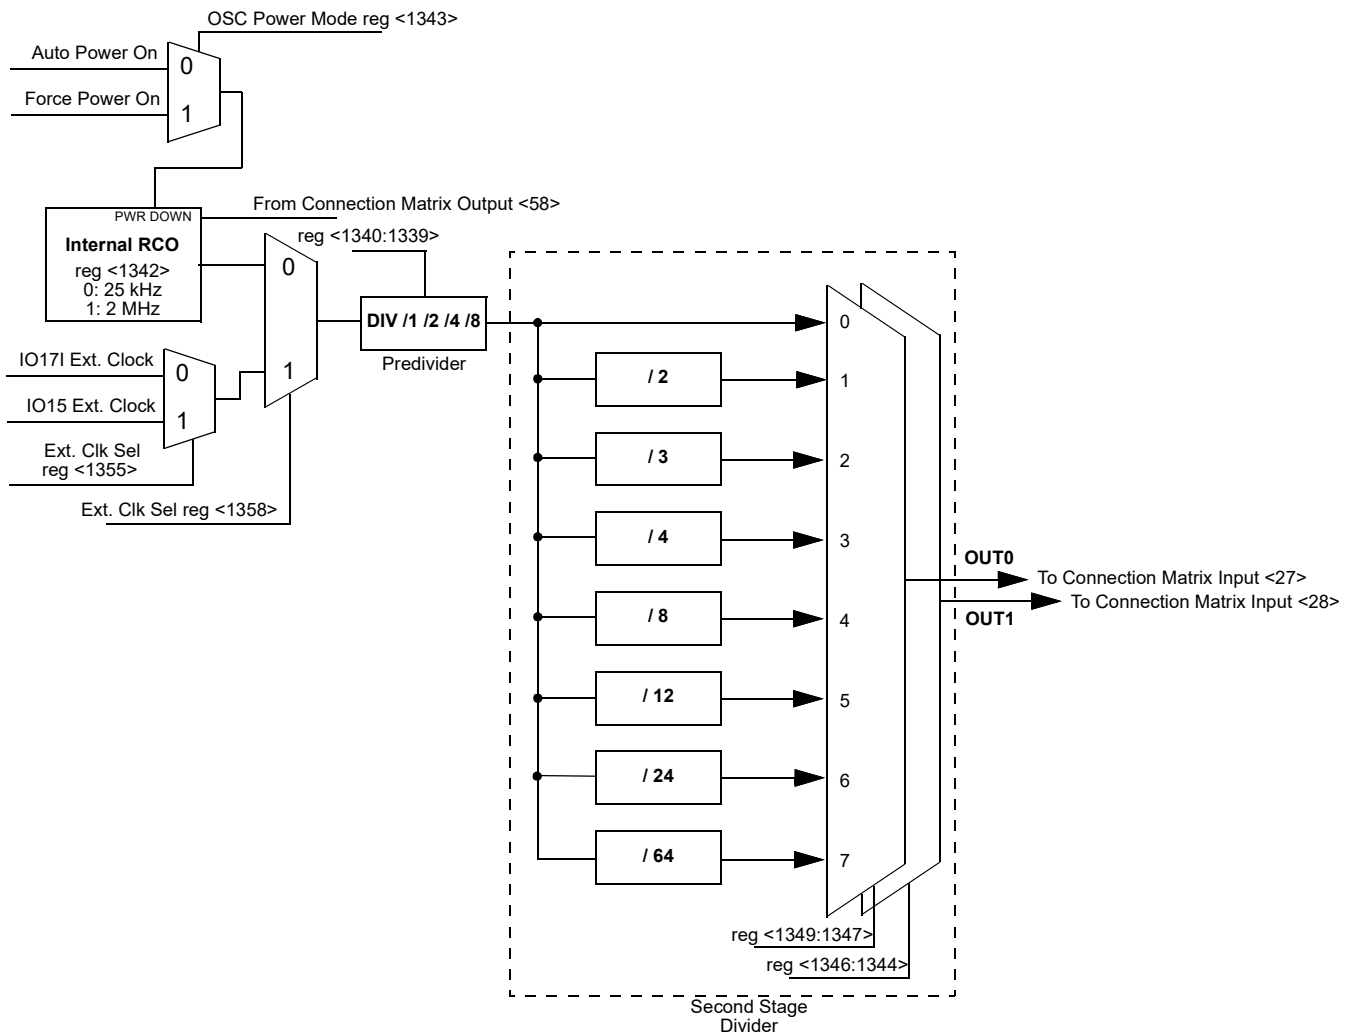 OSC Power Mode reg <1343>
Auto Power On
0
Force Power On
1
PWR DOWN
From Connection Matrix Output <58>
Internal RCO
reg <1342>
0: 25 kHz
1: 2 MHz
reg <1340:1339>
0
DIV /1 /2 /4 /8
Predivider
IO17I Ext. Clock
0
1
IO15 Ext. Clock
1
Ext. Clk Sel
reg <1355>
Ext. Clk Sel reg <1358>
0
/ 2
1
/ 3
2
/ 4
3
/ 8
4
/ 12
5
/ 24
6
/ 64
7
OUT0
To Connection Matrix Input <27>
To Connection Matrix Input <28>
OUT1
reg <1349:1347>
reg <1346:1344>
Second Stage
Divider